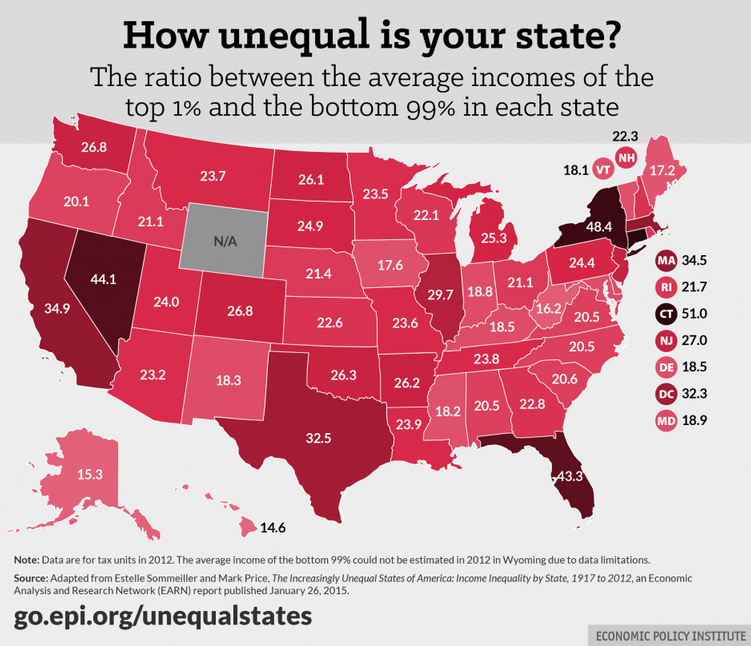 How unequal is your state?
The ratio between the average incomes of the
top 1% and the bottom 99% in each state
22.3
NH
18.1 VT
17.2
26.8
23.7
26.1
23.5
20.1
21.1
N/A
24.9
22.1
25.3
48.4
44.1
34.9
24.0
26.8
21.4
17.6
29.7
18.8
21.1
24.4
16.2
20.5
22.6
23.6
18.5
23.2
18.3
26.3
26.2
23.8
20.5
20.6
32.5
23.9
18.2
20.5
22.8
43.3
15.3
14.6
MA 34.5
RI 21.7
CT 51.0
NJ 27.0
DE 18.5
DC 32.3
MD 18.9
Note: Data are for tax units in 2012. The average income of the bottom 99% could not be estimated in 2012 in Wyoming due to data limitations.
Source: Adapted from Estelle Sommeiller and Mark Price, The Increasingly Unequal States of America: Income Inequality by State, 1917 to 2012, an Economic
Analysis and Research Network (EARN) report published January 26, 2015.
go.epi.org/unequalstates
ECONOMIC POLICY INSTITUTE